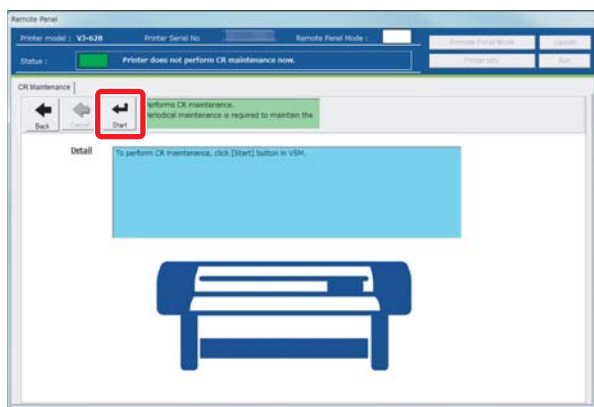 Remote Panel
Printer model : VJ-628 Printer Serial No Remote Panel Mode :
Remote Panel Mode Update
Status : Printer does not perform CR maintenance now.
Printer Info Exit
CR Maintenance
Back Cancel Start
Performs CR maintenance.
Periodical maintenance is required to maintain the
Detail
To perform CR maintenance, click [Start] button in VSM.